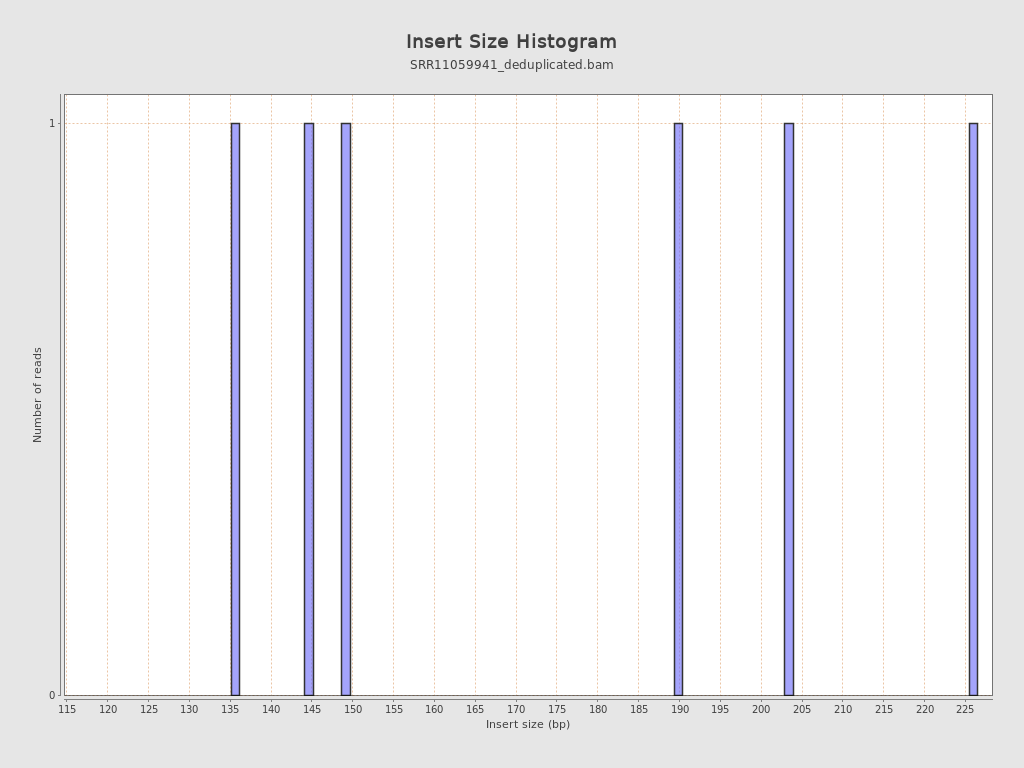 Insert Size Histogram
SRR11059941_deduplicated.bam
Number of reads
1
0
115 120 125 130 135 140 145 150 155 160 165 170 175 180 185 190 195 200 205 210 215 220 225
Insert size (bp)